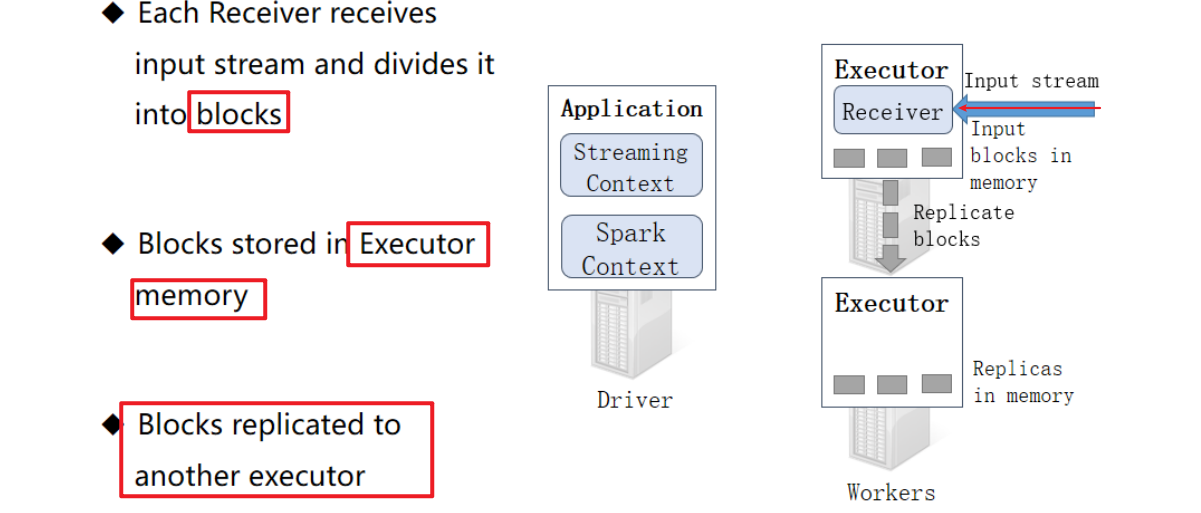 ◆ Each Receiver receives
input stream and divides it
into blocks
◆ Blocks stored in Executor
memory
◆ Blocks replicated to
another executor
Application
Streaming
Context
Spark
Context
Driver
Executor
Receiver
Input stream
Input
blocks in
memory
Replicate
blocks
Executor
Replicas
in memory
Workers